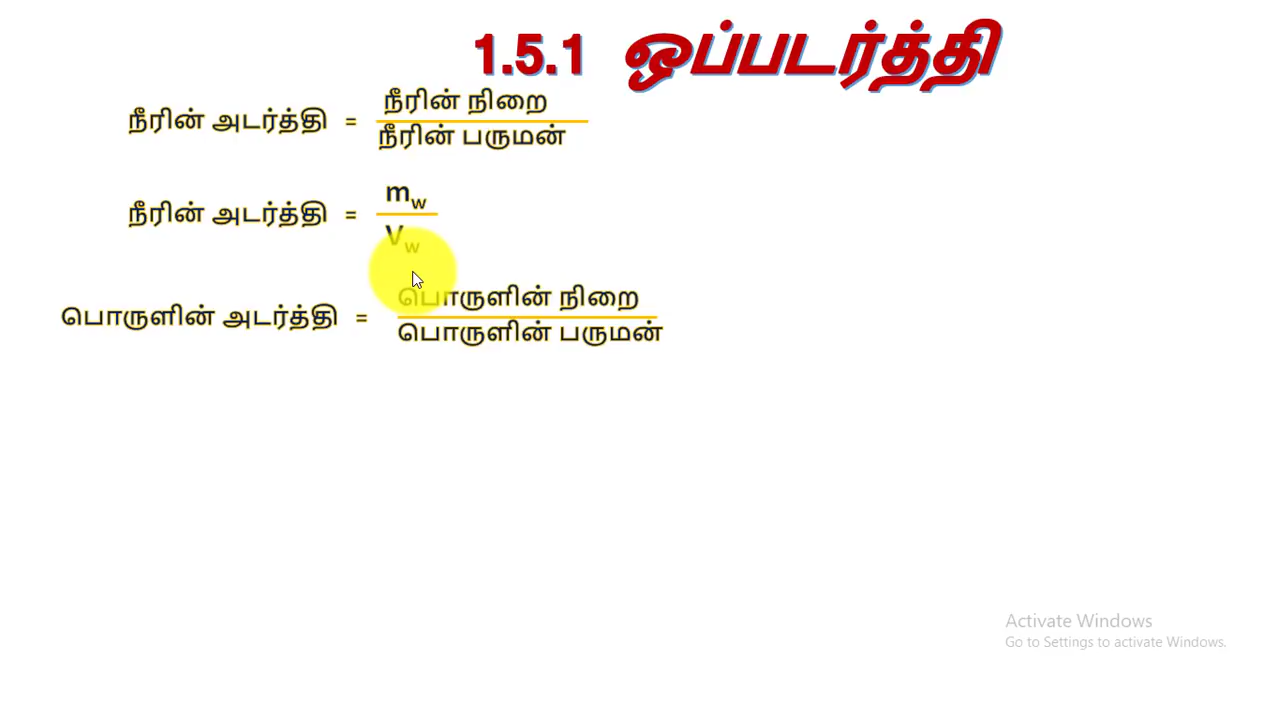 1.5.1 ஒப்படர்த்தி
நீரின் அடர்த்தி = நீரின் நிறை / நீரின் பருமன்
நீரின் அடர்த்தி = mw / Vw
பொருளின் அடர்த்தி = பொருளின் நிறை / பொருளின் பருமன்
Activate Windows
Go to Settings to activate Windows.